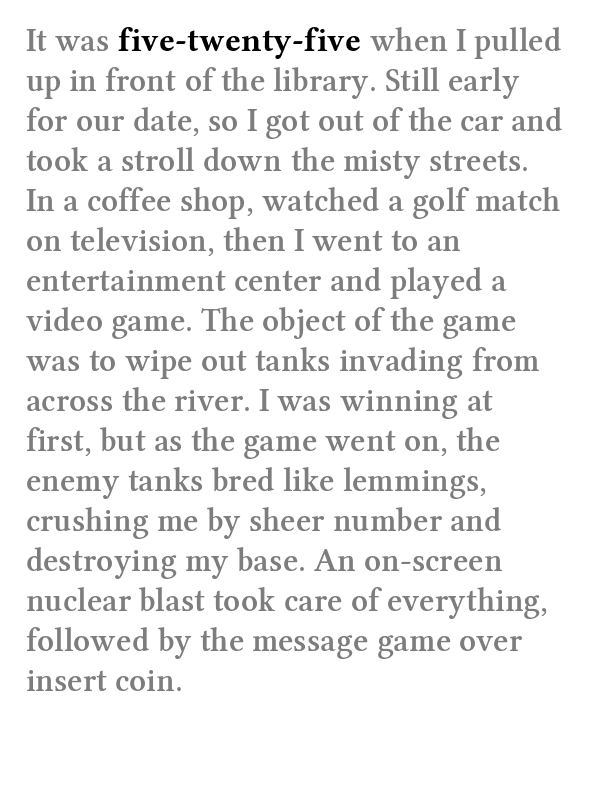 It was five-twenty-five when I pulled
up in front of the library. Still early
for our date, so I got out of the car and
took a stroll down the misty streets.
In a coffee shop, watched a golf match
on television, then I went to an
entertainment center and played a
video game. The object of the game
was to wipe out tanks invading from
across the river. I was winning at
first, but as the game went on, the
enemy tanks bred like lemmings,
crushing me by sheer number and
destroying my base. An on-screen
nuclear blast took care of everything,
followed by the message game over
insert coin.